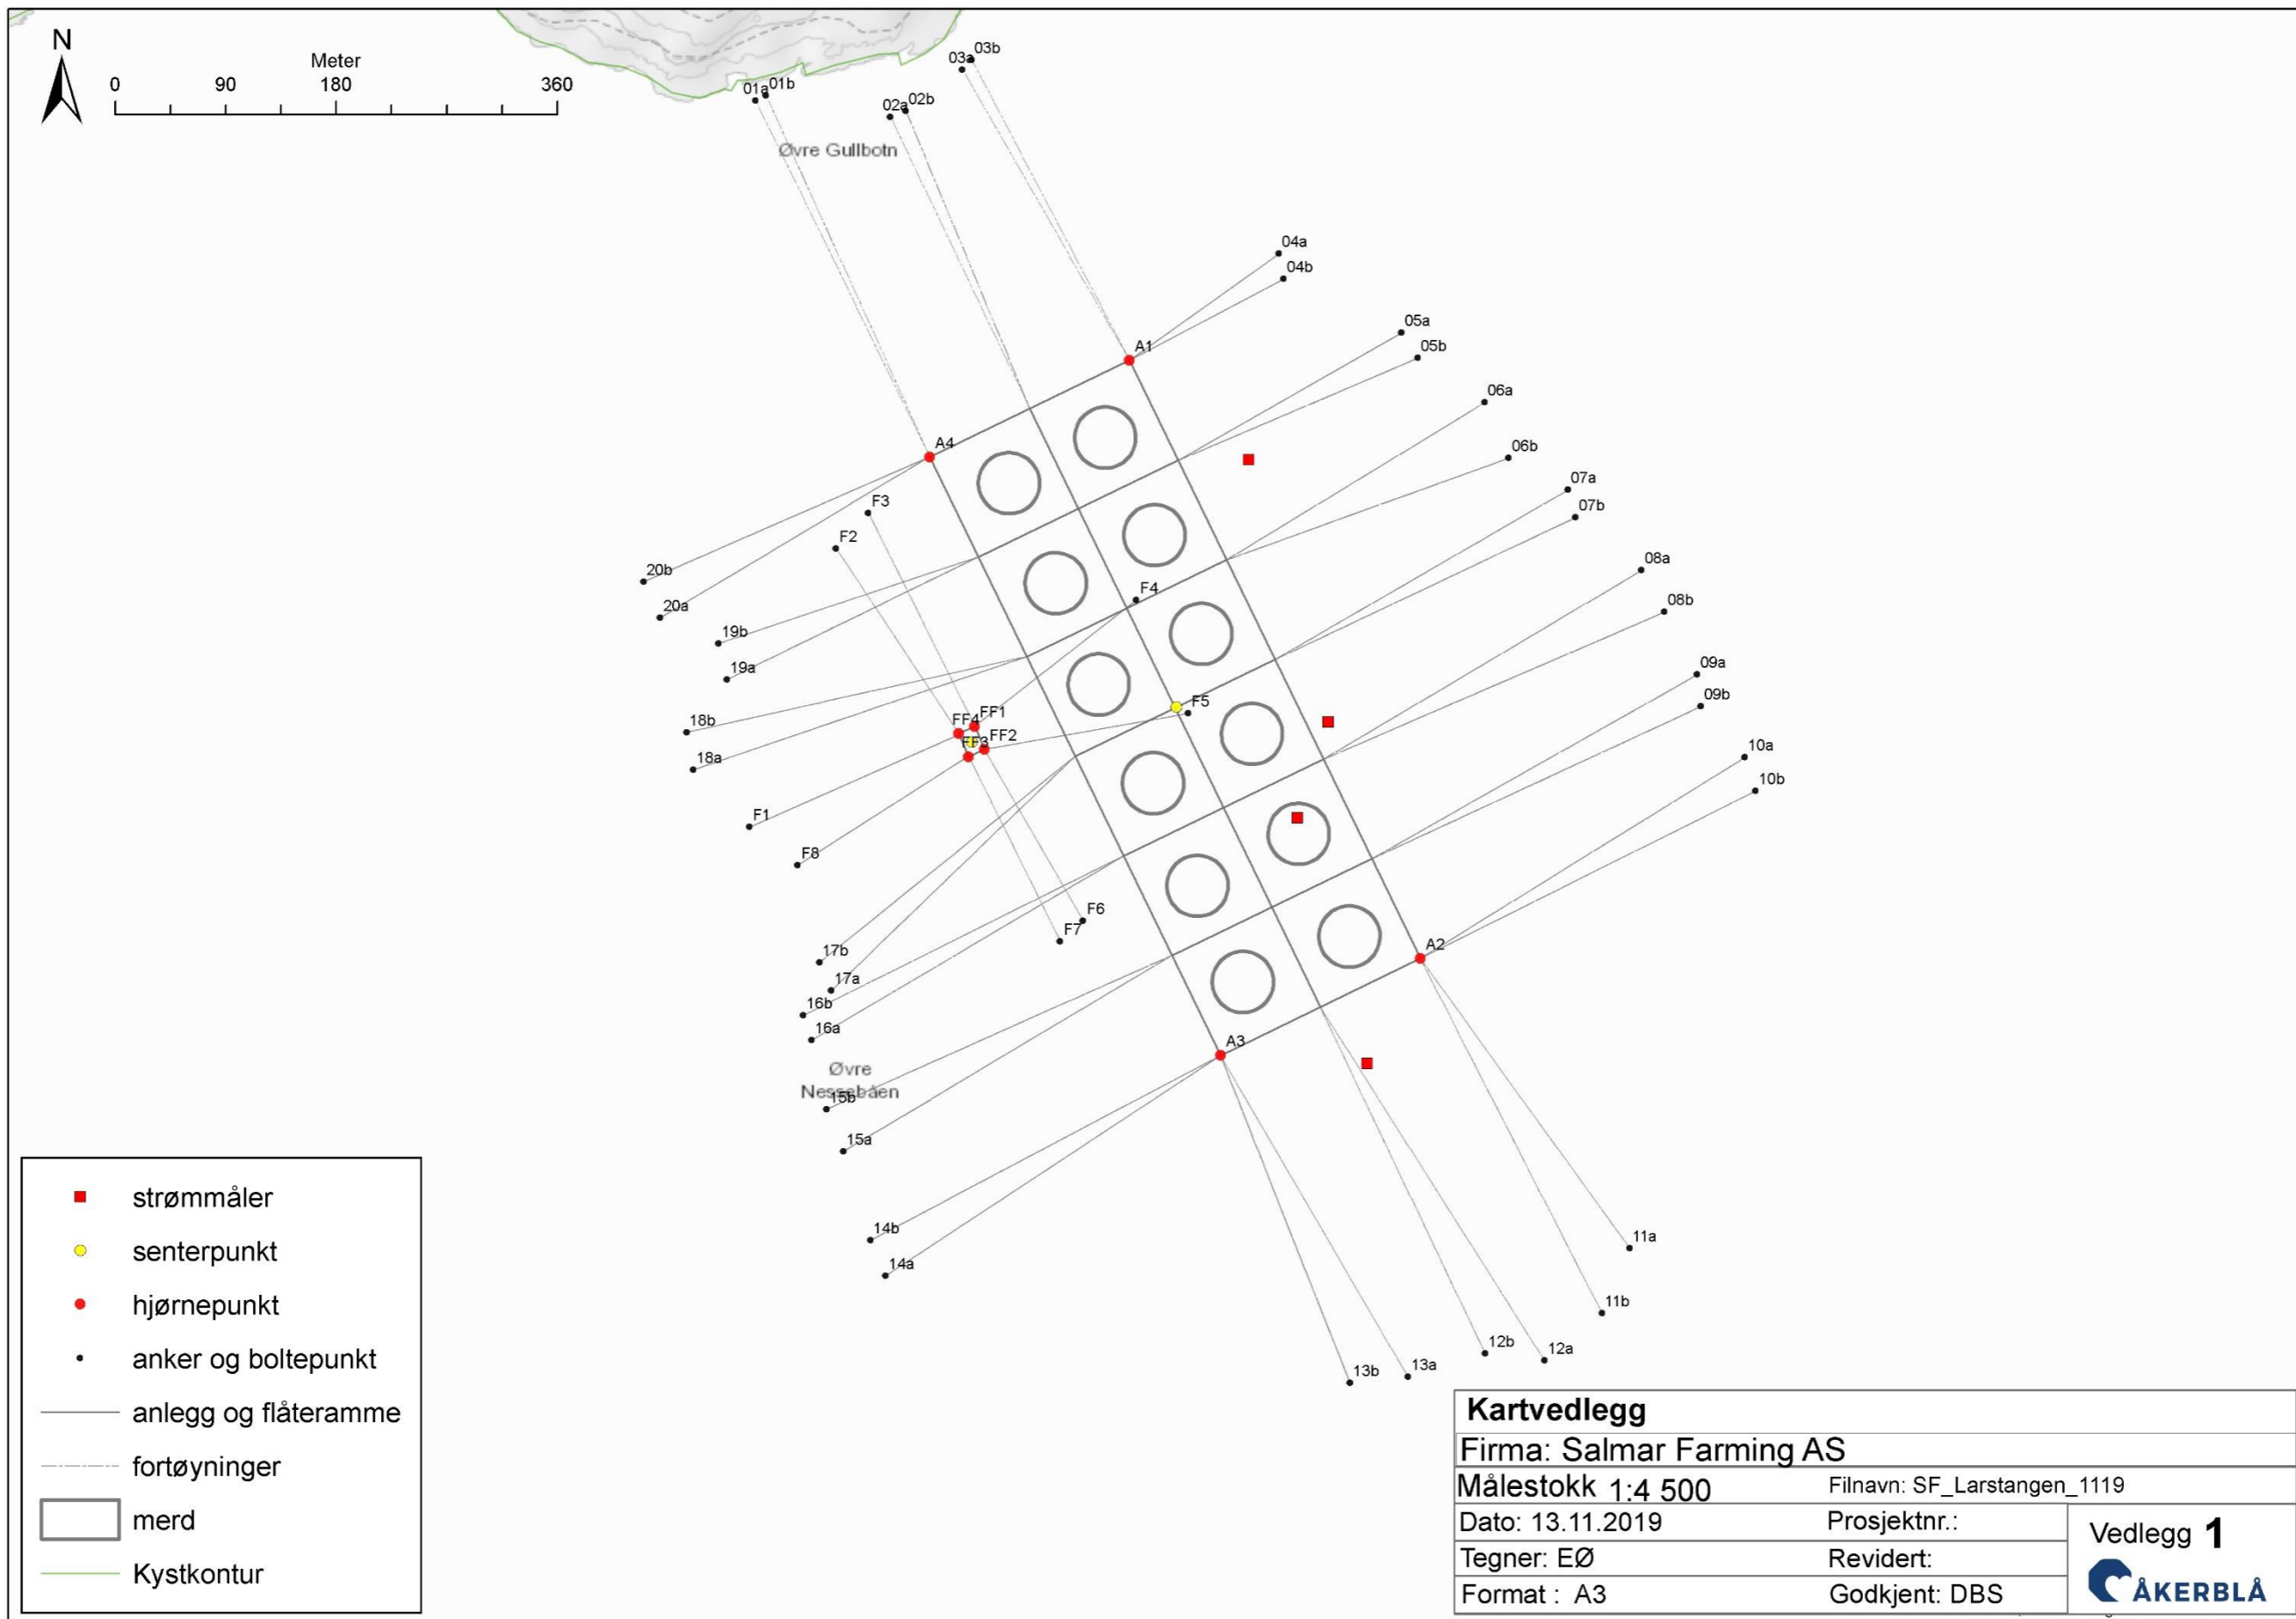 N
Meter
0 90 180 360
03b
03a
01a 01b
02a 02b
Øvre Gullbotn
04a
04b
05a
A1
05b
06a
A4
06b
07a
F3
07b
F2
08a
20b
F4
08b
20a
19b
09a
19a
09b
F5
18b
FF4 FF1
FF3 FF2
10a
18a
10b
F1
F8
F6
F7
A2
17b
17a
16b
16a
A3
Øvre
Nessebåen
15b
15a
14b
11a
14a
11b
12b
12a
13b
13a
strømmåler
senterpunkt
hjørnepunkt
anker og boltepunkt
anlegg og flåteramme
fortøyninger
merd
Kystkontur
Kartvedlegg
Firma: Salmar Farming AS
Målestokk 1:4 500 Filnavn: SF_Larstangen_1119
Dato: 13.11.2019 Prosjektnr.:
Vedlegg 1
Tegner: EØ Revidert:
Format : A3 Godkjent: DBS
ÅKERBLÅ